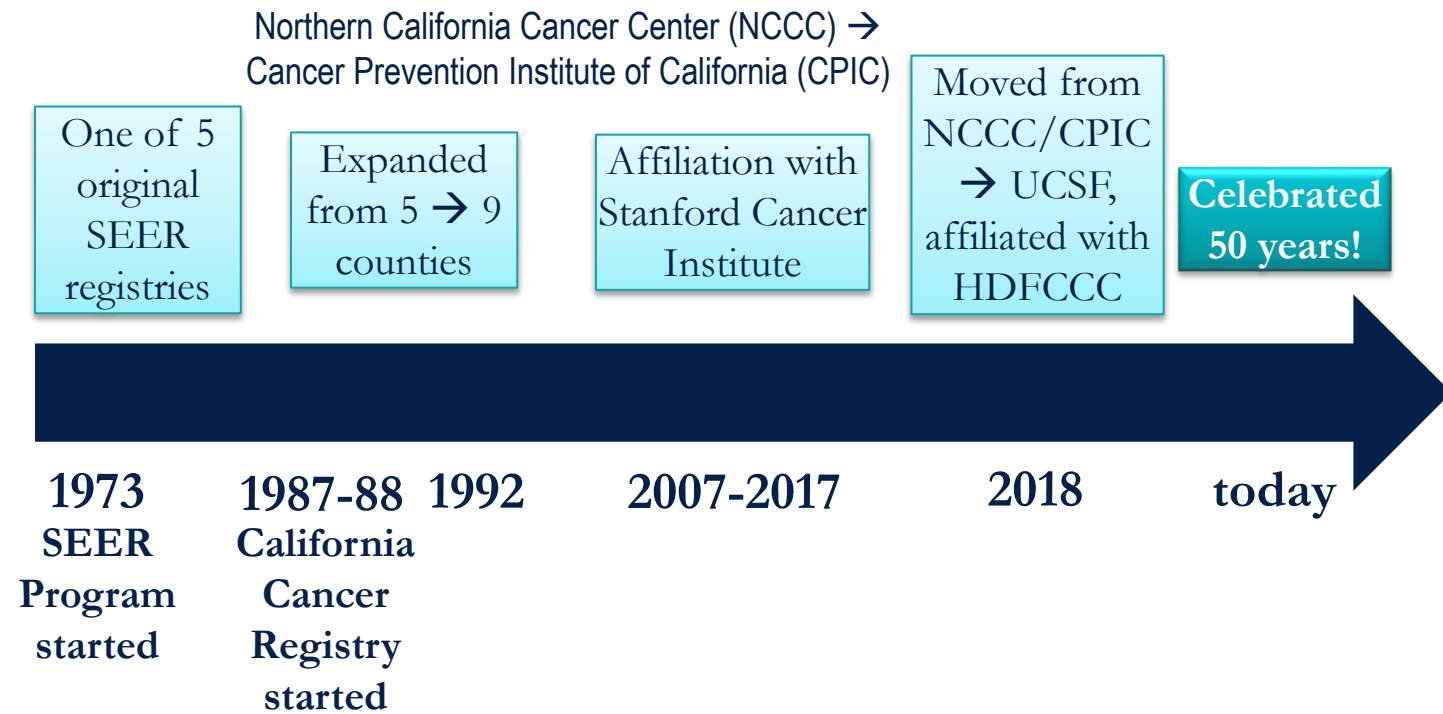 Northern California Cancer Center (NCCC) →
Cancer Prevention Institute of California (CPIC)
One of 5
original
SEER
registries
Expanded
from 5 → 9
counties
Affiliation with
Stanford Cancer
Institute
Moved from
NCCC/CPIC
→ UCSF,
affiliated with
HDFCCC
Celebrated
50 years!
1973
SEER
Program
started
1987-88
California
Cancer
Registry
started
1992
2007-2017
2018
today